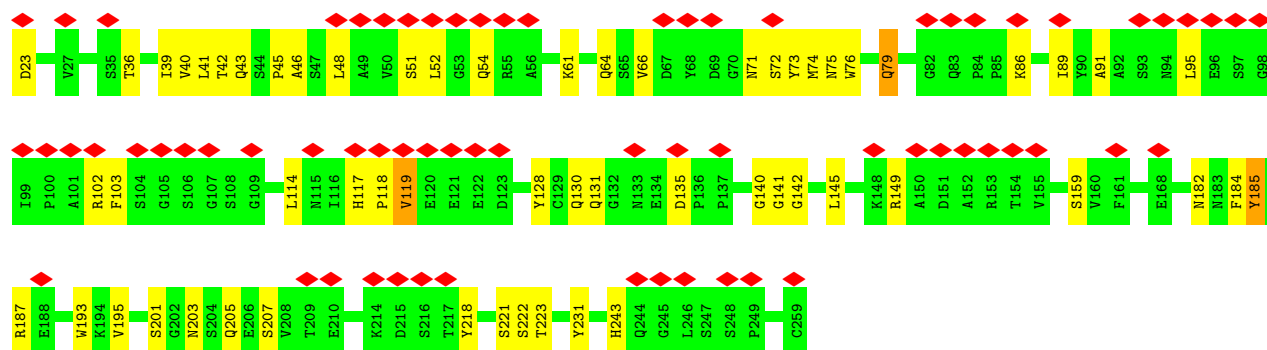 D23 V27 S35 T36 I39 V40 L41 T42 Q43 S44 P45 A46 S47 L48 A49 V50 S51 L52 G53 Q54 R55 A56 K61 Q64 S65 V66 D67 Y68 D69 G70 N71 S72 Y73 M74 N75 W76 Q79 G82 Q83 P84 P85 K86 I89 Y90 A91 A92 S93 N94 L95 E96 S97 G98
I99 P100 A101 R102 F103 S104 G105 S106 G107 S108 G109 L114 N115 I116 H117 P118 V119 E120 E121 E122 D123 Y128 C129 Q130 Q131 G132 N133 E134 D135 P136 P137 G140 G141 G142 L145 K148 R149 A150 D151 A152 R153 T154 V155 S159 V160 F161 E168 N182 N183 F184 Y185
R187 E188 W193 K194 V195 S201 G202 N203 S204 Q205 E206 S207 V208 T209 E210 K214 D215 S216 T217 Y218 S221 S222 T223 Y231 H243 Q244 G245 L246 S247 S248 P249 C259